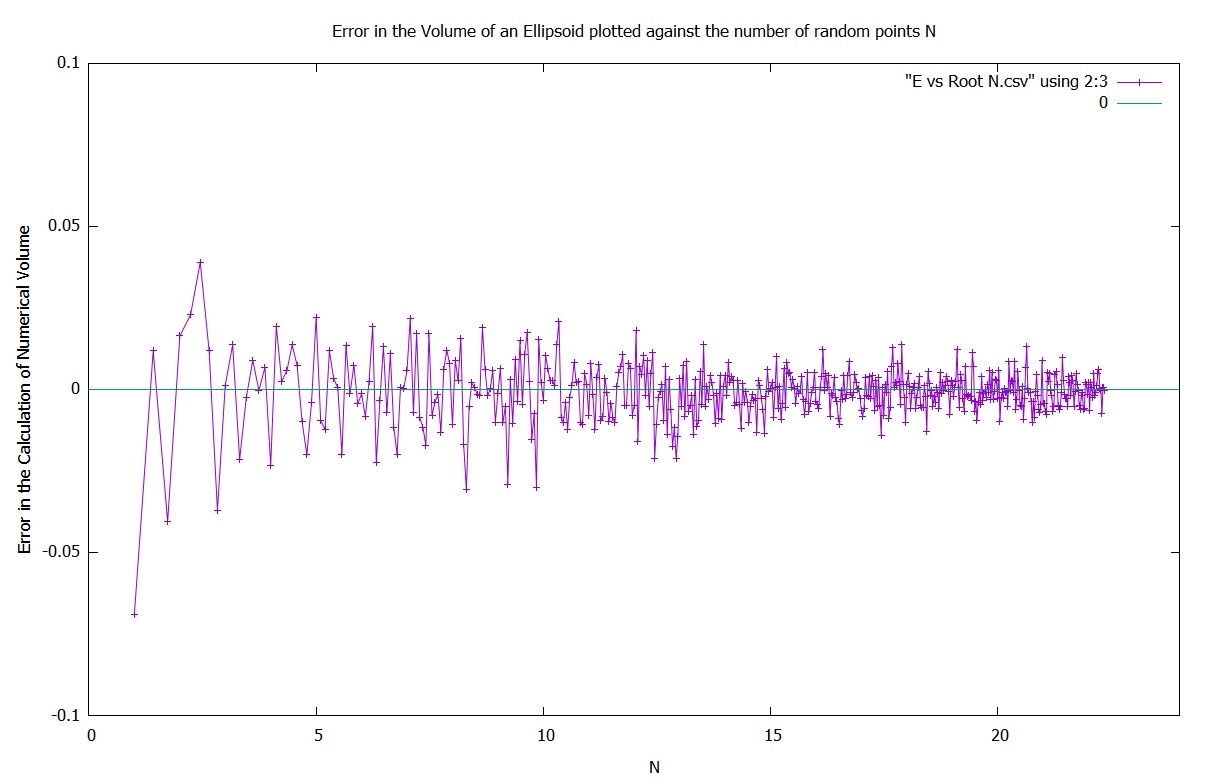 Error in the Volume of an Ellipsoid plotted against the number of random points N
0.1
"E vs Root N.csv" using 2:3
0
0.05
Error in the Calculation of Numerical Volume
0
-0.05
-0.1
0 5 10 15 20
N